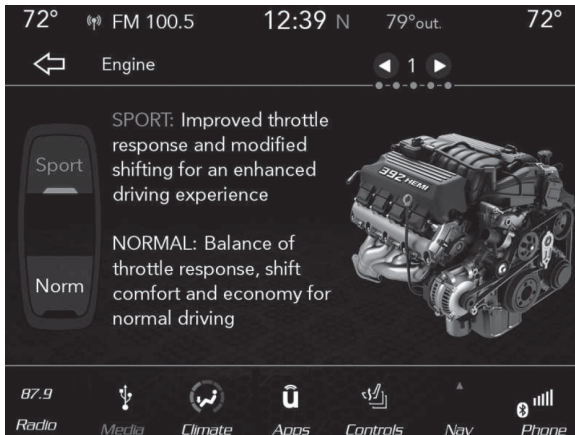 72° FM 100.5 12:39 N 79°out. 72°
Engine 1
SPORT: Improved throttle
response and modified
shifting for an enhanced
driving experience
Sport
392 HEMI
NORMAL: Balance of
throttle response, shift
comfort and economy for
normal driving
Norm
87.9
Radio Media Climate Apps Controls Nav Phone